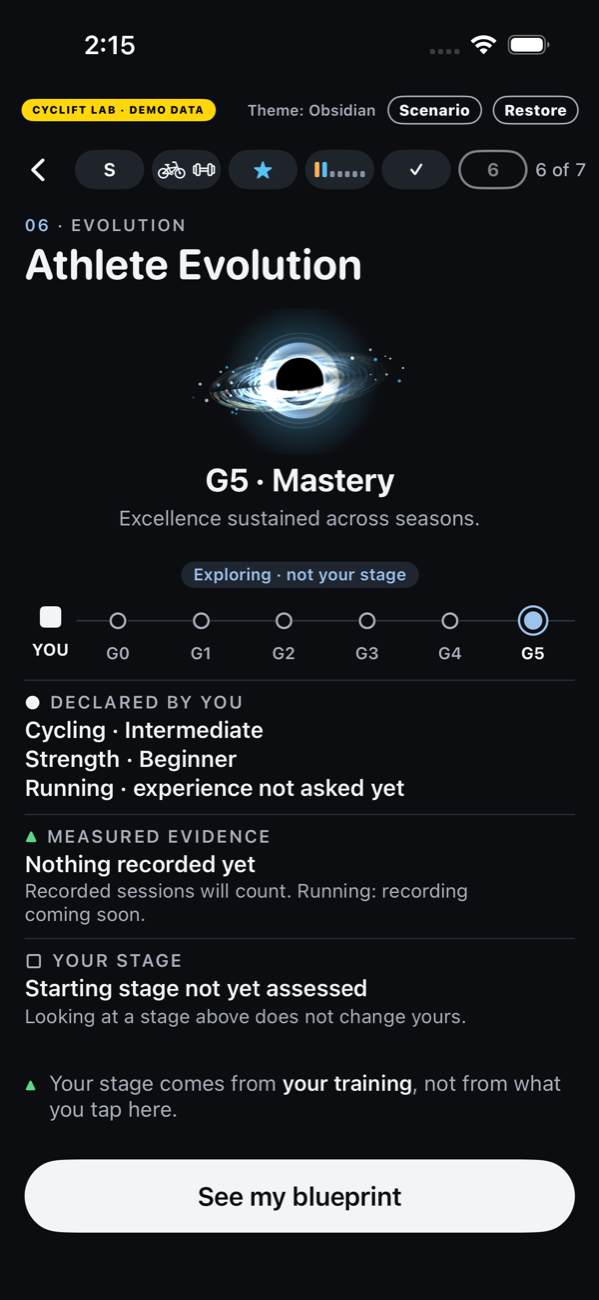 2:15
CYCLIFT LAB · DEMO DATA
Theme: Obsidian
Scenario
Restore
S
6
6 of 7
06 · EVOLUTION
Athlete Evolution
G5 · Mastery
Excellence sustained across seasons.
Exploring · not your stage
YOU
G0
G1
G2
G3
G4
G5
DECLARED BY YOU
Cycling · Intermediate
Strength · Beginner
Running · experience not asked yet
MEASURED EVIDENCE
Nothing recorded yet
Recorded sessions will count. Running: recording
coming soon.
YOUR STAGE
Starting stage not yet assessed
Looking at a stage above does not change yours.
Your stage comes from your training, not from what
you tap here.
See my blueprint